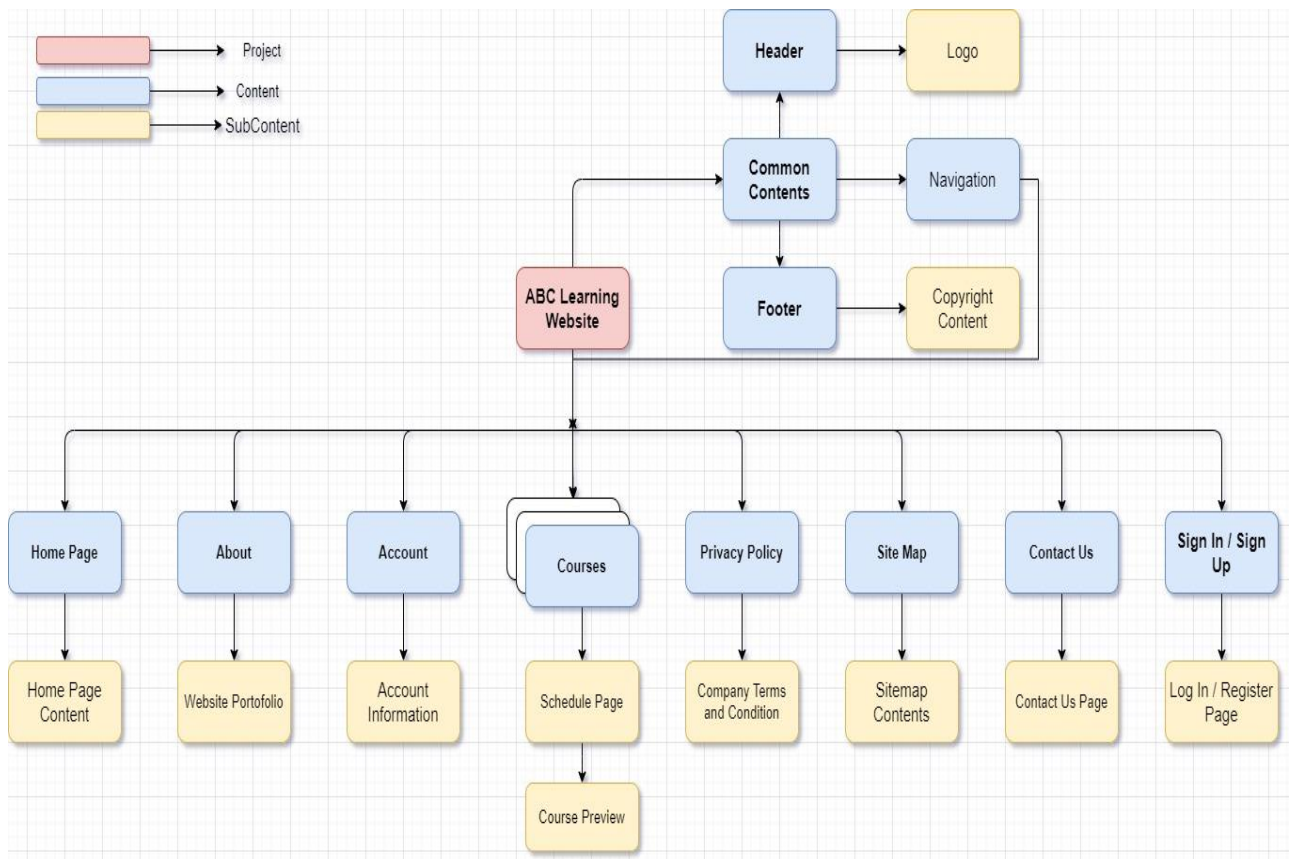 Project
Content
SubContent
Header
Logo
Common
Contents
Navigation
ABC Learning
Website
Footer
Copyright
Content
Home Page
About
Account
Courses
Privacy Policy
Site Map
Contact Us
Sign In / Sign
Up
Home Page
Content
Website Portofolio
Account
Information
Schedule Page
Company Terms
and Condition
Sitemap
Contents
Contact Us Page
Log In / Register
Page
Course Preview